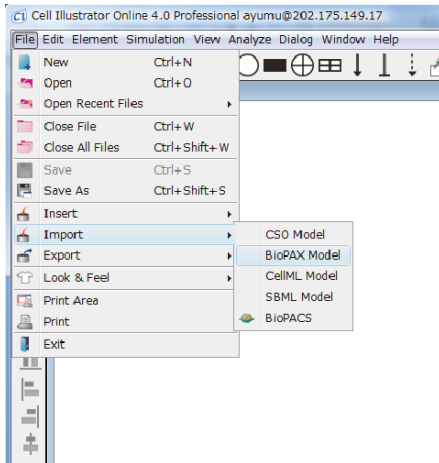 Cell Illustrator Online 4.0 Professional ayumu@202.175.149.17
File Edit Element Simulation View Analyze Dialog Window Help
New Ctrl+N
Open Ctrl+O
Open Recent Files
Close File Ctrl+W
Close All Files Ctrl+Shift+W
Save Ctrl+S
Save As Ctrl+Shift+S
Insert
Import
CSO Model
Export
BioPAX Model
Look & Feel
CellML Model
Print Area
SBML Model
Print
BioPACS
Exit